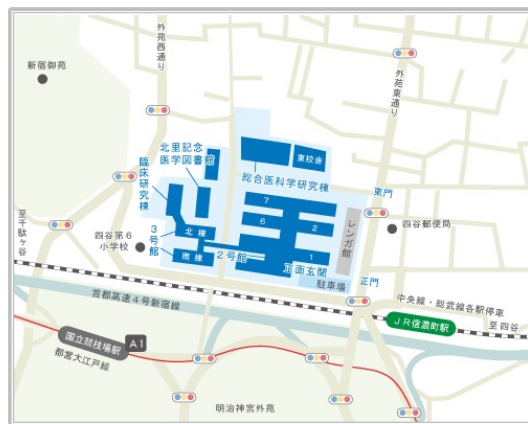 外苑西通り
外苑東通り
新宿御苑
北里記念
医学図書館
東校舎
総合医科学研究棟
臨床研究棟
東門
7
2
6
1
レンガ館
四谷郵便局
至千駄ヶ谷
四谷第6
小学校
3号館
北棟
南棟
2号館
正面玄関
駐車場
正門
首都高速4号新宿線
中央線・総武線各駅停車
至四谷
JR信濃町駅
国立競技場駅
A1
都営大江戸線
明治神宮外苑